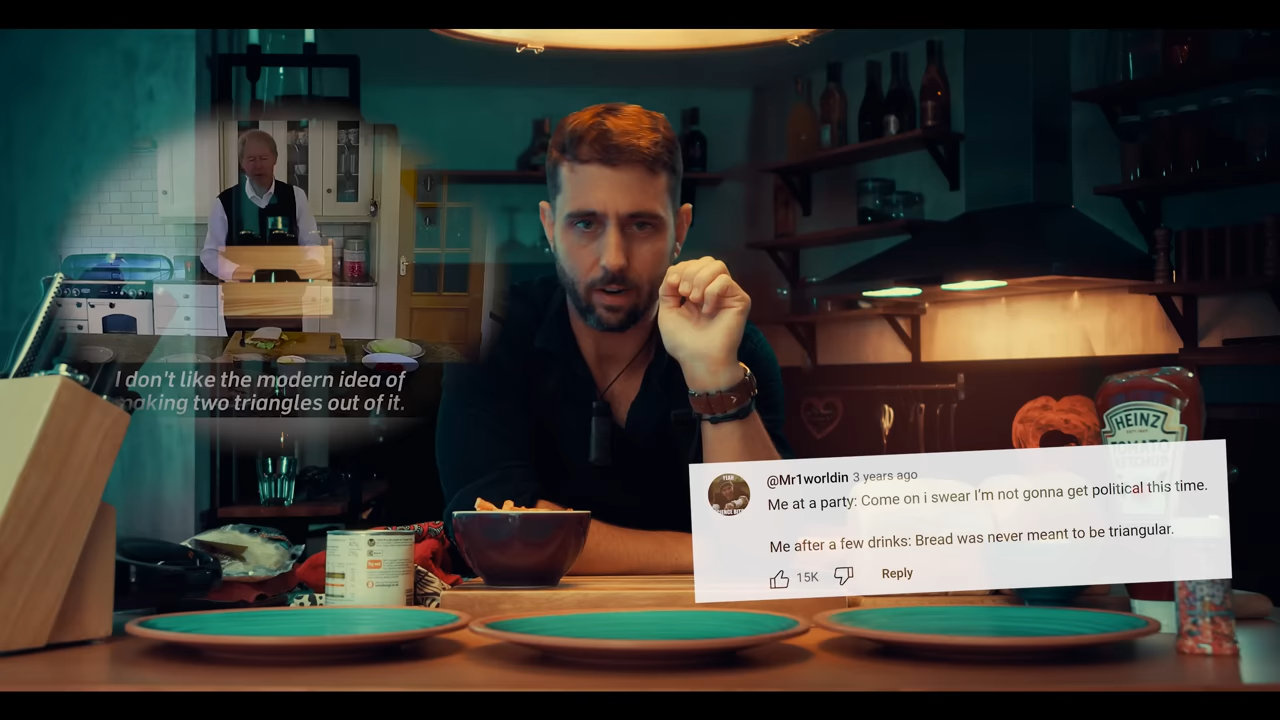 I don't like the modern idea of
making two triangles out of it.
HEINZ
TOMATO
KETCHUP
@Mr1worldin 3 years ago
Me at a party: Come on i swear I'm not gonna get political this time.
Me after a few drinks: Bread was never meant to be triangular.
15K Reply